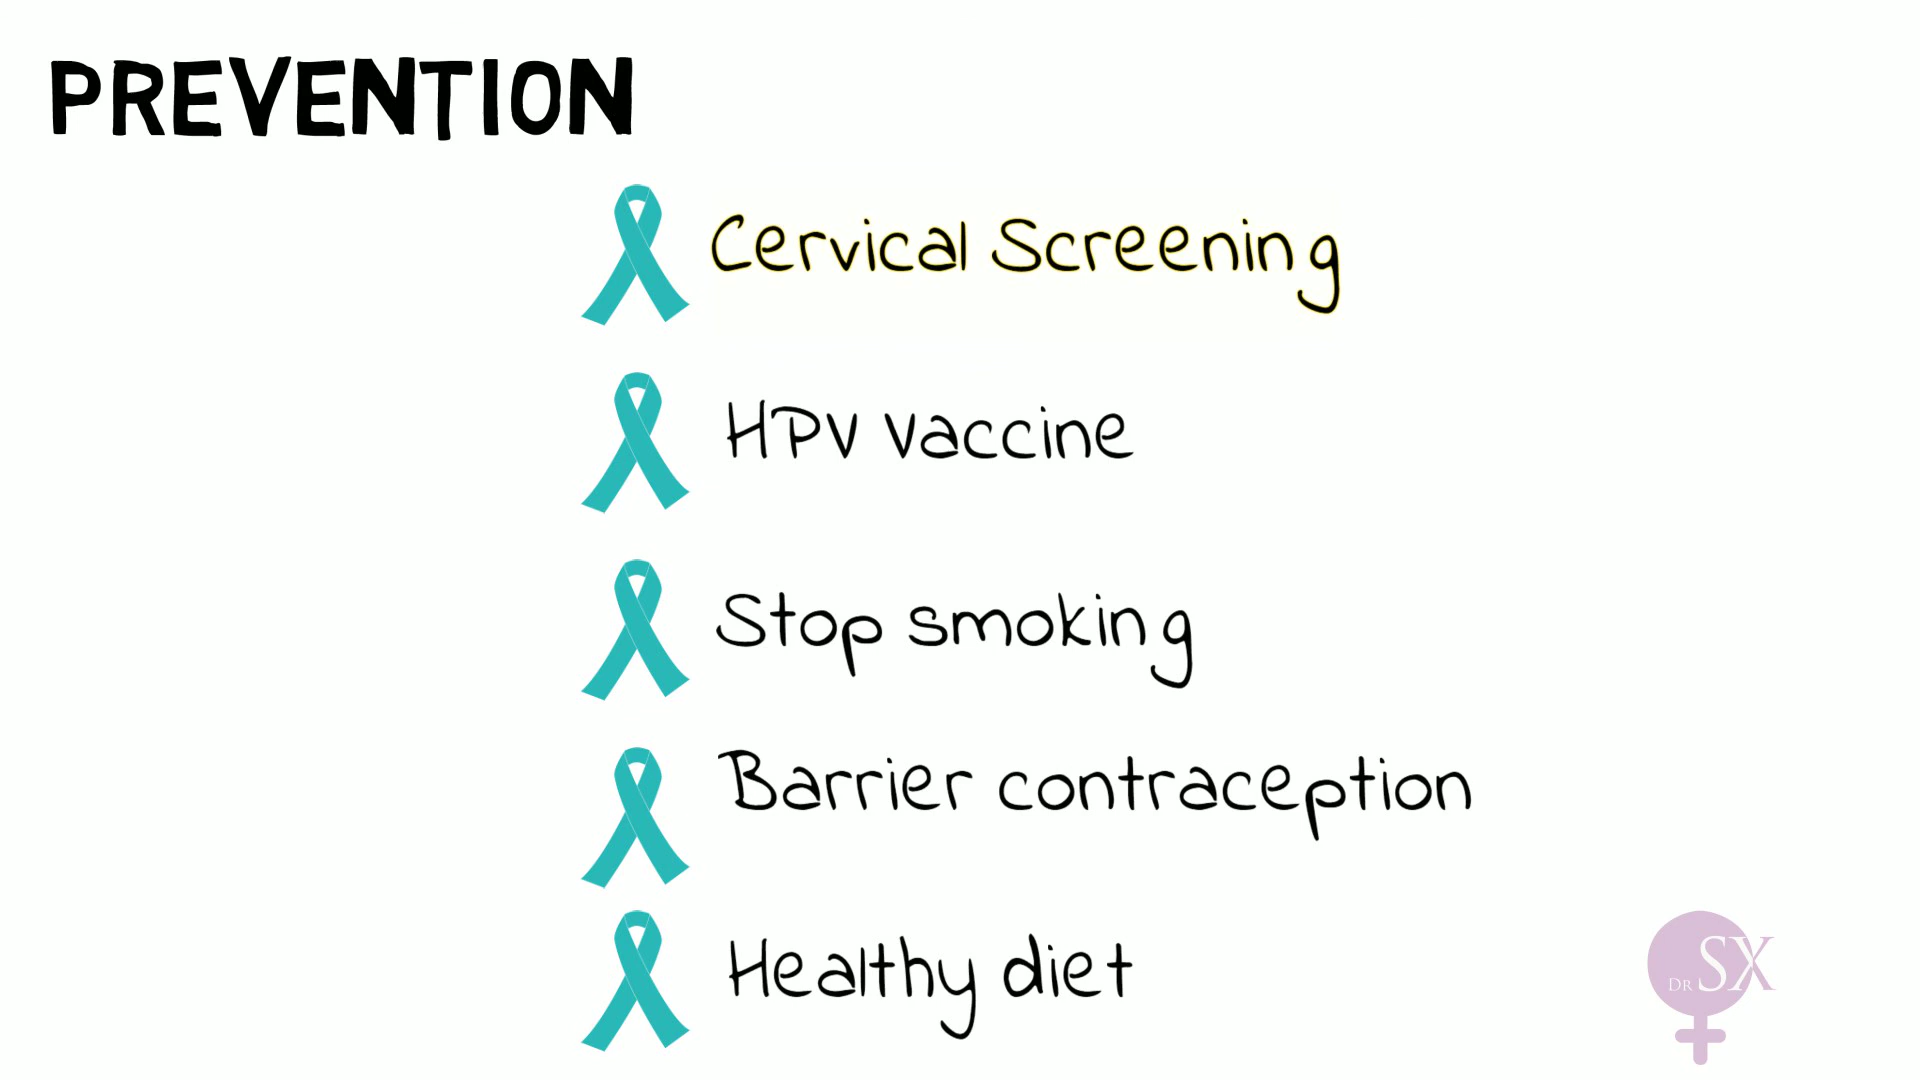 PREVENTION
Cervical Screening
HPV vaccine
Stop smoking
Barrier contraception
Healthy diet
DR SX